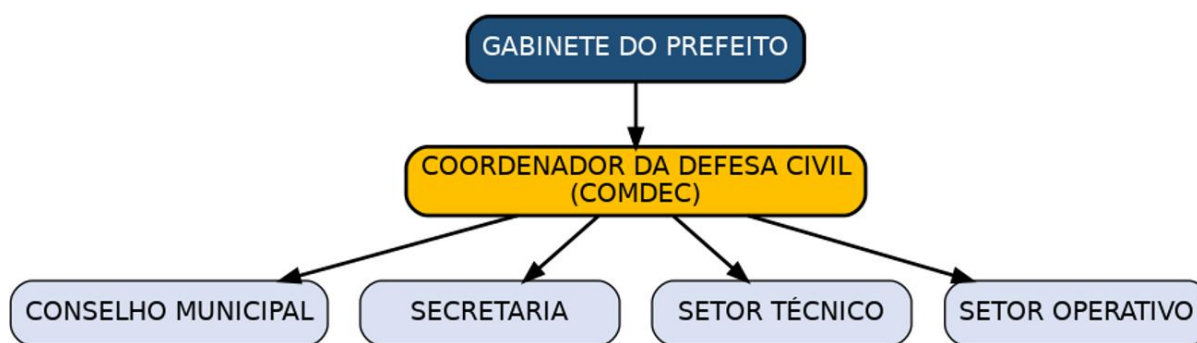 GABINETE DO PREFEITO
COORDENADOR DA DEFESA CIVIL
(COMDEC)
CONSELHO MUNICIPAL
SECRETARIA
SETOR TÉCNICO
SETOR OPERATIVO